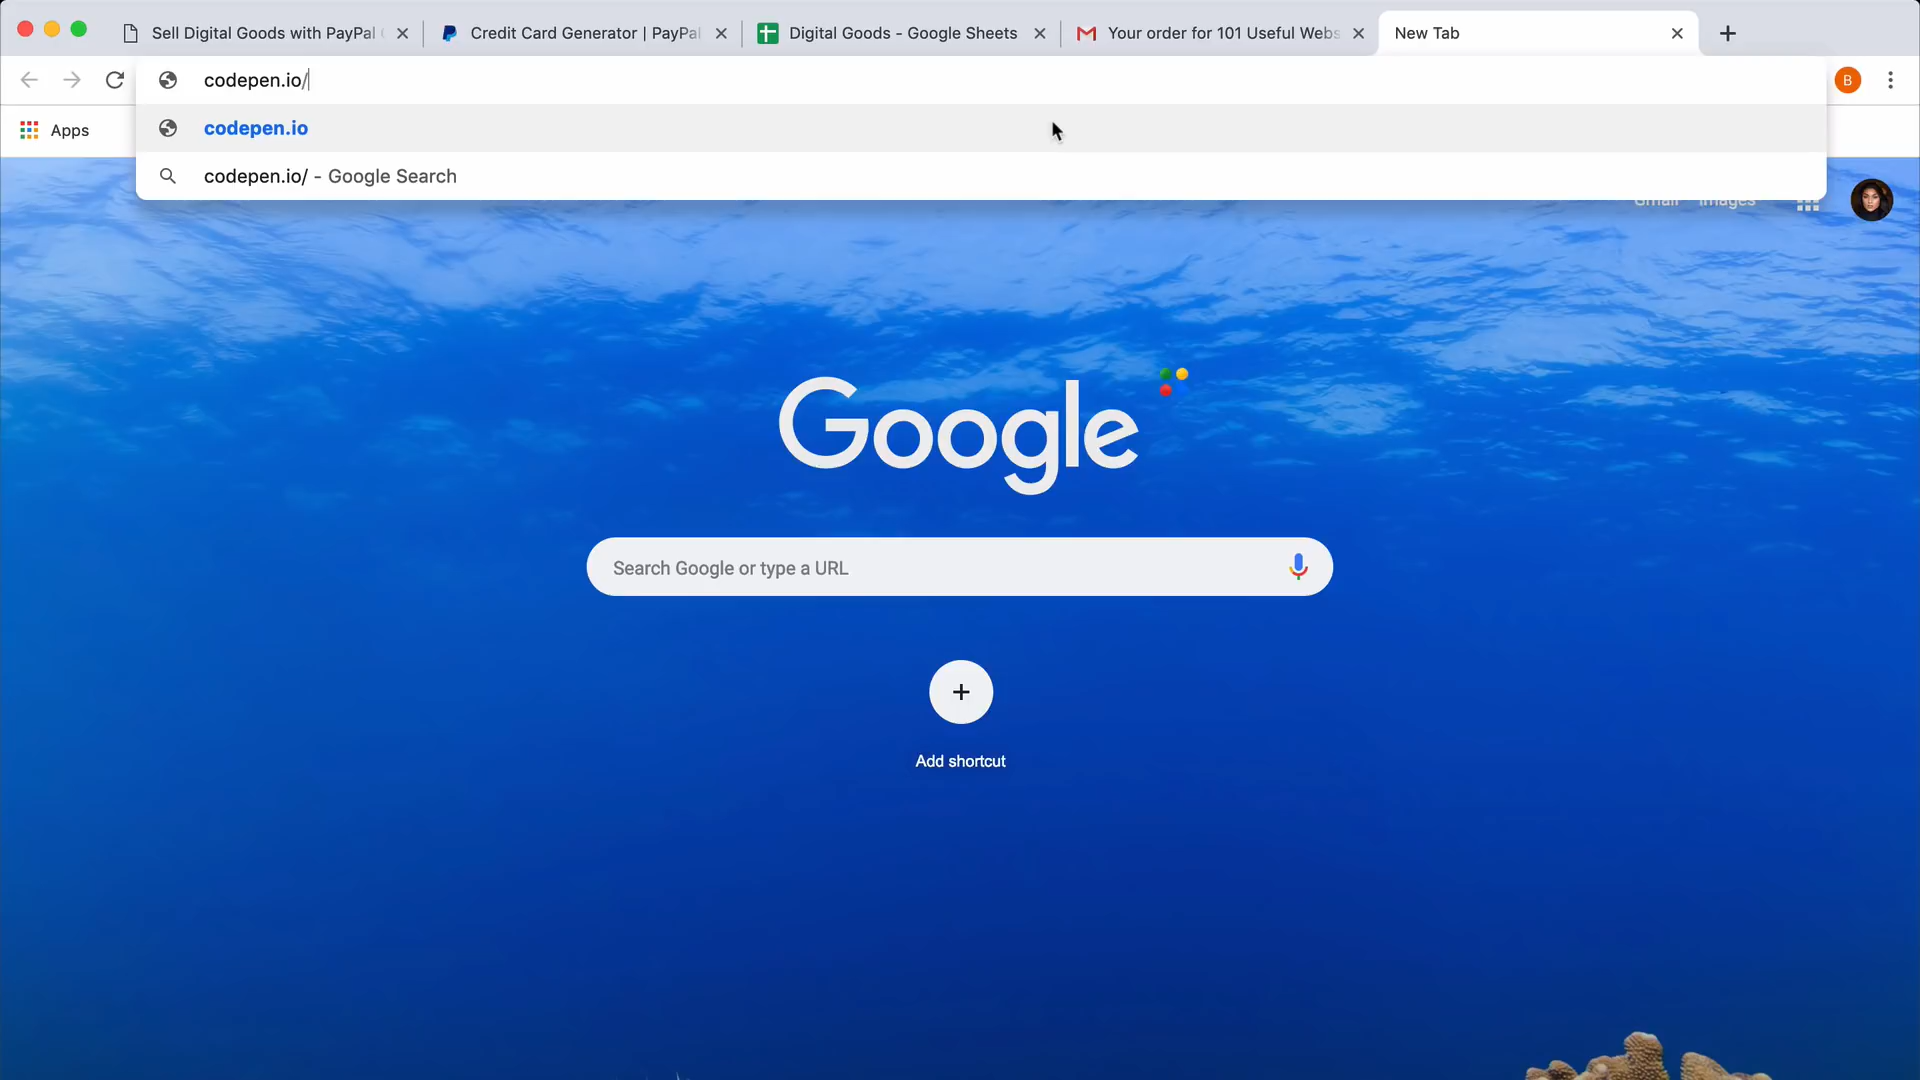 Sell Digital Goods with PayPal
Credit Card Generator | PayPal
Digital Goods - Google Sheets
Your order for 101 Useful Webs
New Tab
codepen.io/
B
Apps
codepen.io
codepen.io/ - Google Search
Gmail Images
Google
Search Google or type a URL
Add shortcut